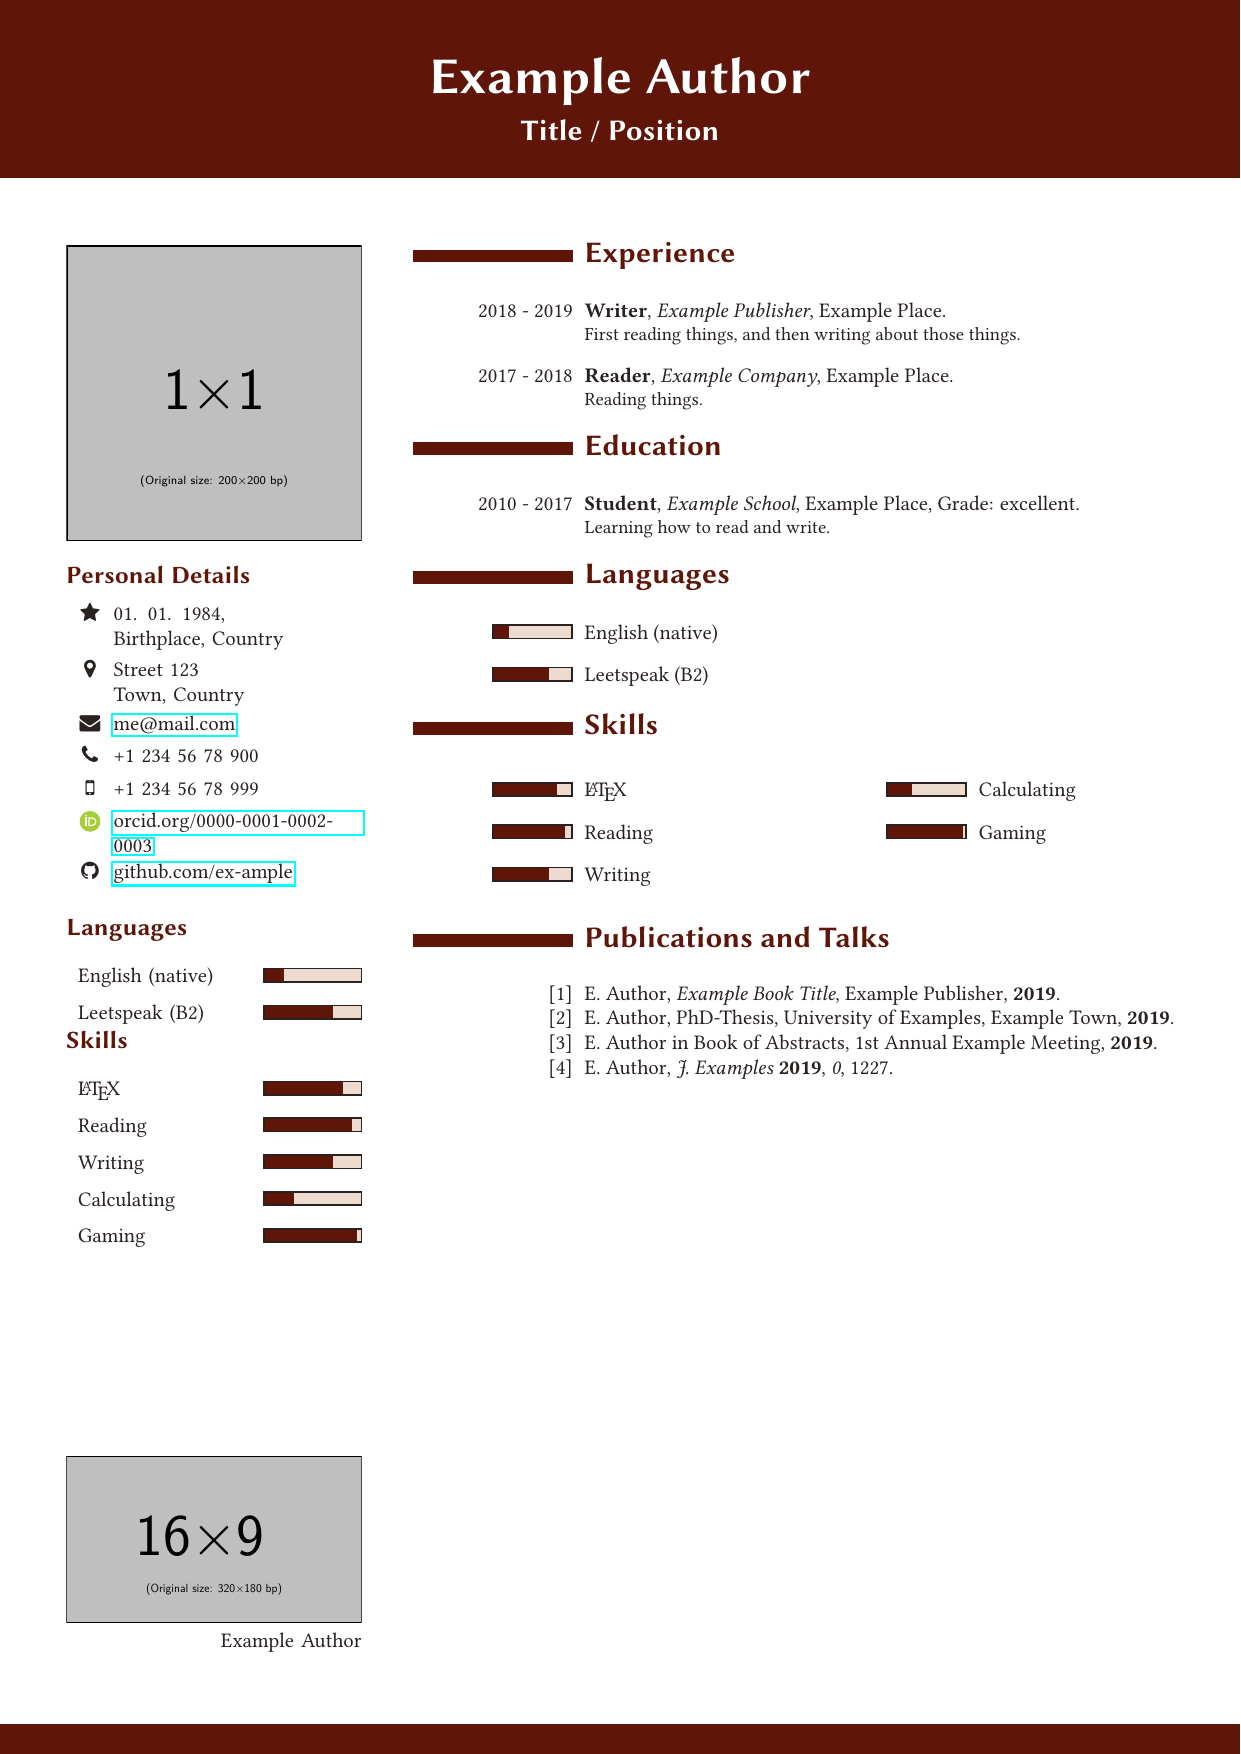 Example Author
Title / Position
1×1
(Original size: 200×200 bp)
Personal Details
01. 01. 1984,
Birthplace, Country
Street 123
Town, Country
me@mail.com
+1 234 56 78 900
+1 234 56 78 999
iD orcid.org/0000-0001-0002-
0003
github.com/ex-ample
Languages
English (native)
Leetspeak (B2)
Skills
LATEX
Reading
Writing
Calculating
Gaming
16×9
(Original size: 320×180 bp)
Example Author
Experience
2018 - 2019 Writer, Example Publisher, Example Place.
First reading things, and then writing about those things.
2017 - 2018 Reader, Example Company, Example Place.
Reading things.
Education
2010 - 2017 Student, Example School, Example Place, Grade: excellent.
Learning how to read and write.
Languages
English (native)
Leetspeak (B2)
Skills
LATEX Calculating
Reading Gaming
Writing
Publications and Talks
[1] E. Author, Example Book Title, Example Publisher, 2019.
[2] E. Author, PhD-Thesis, University of Examples, Example Town, 2019.
[3] E. Author in Book of Abstracts, 1st Annual Example Meeting, 2019.
[4] E. Author, J. Examples 2019, 0, 1227.